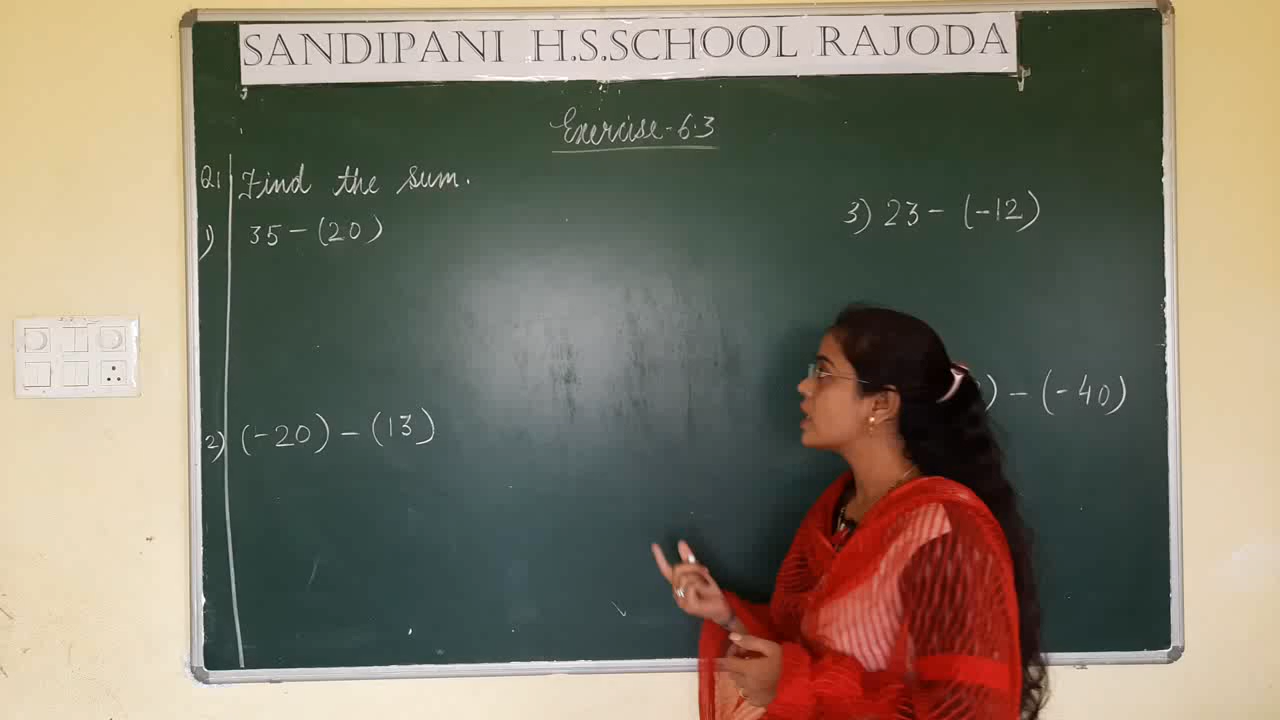 SANDIPANI H.S.SCHOOL RAJODA
Exercise-6.3
Q1 Find the sum.
1) 35-(20)
2) (-20)-(13)
3) 23-(-12)
)-(-40)